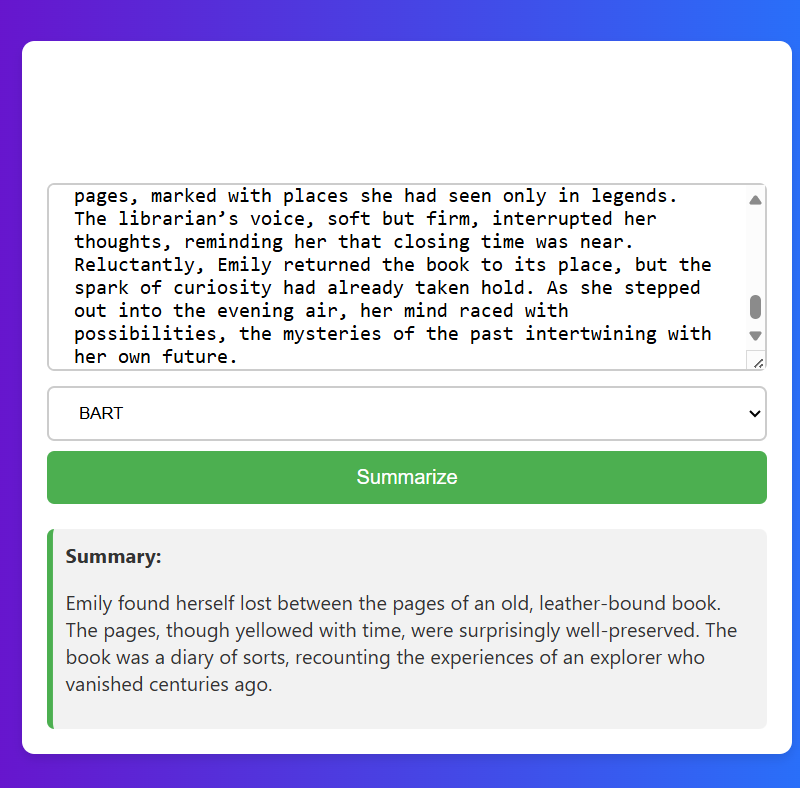 pages, marked with places she had seen only in legends.
The librarian’s voice, soft but firm, interrupted her
thoughts, reminding her that closing time was near.
Reluctantly, Emily returned the book to its place, but the
spark of curiosity had already taken hold. As she stepped
out into the evening air, her mind raced with
possibilities, the mysteries of the past intertwining with
her own future.
BART
Summarize
Summary:
Emily found herself lost between the pages of an old, leather-bound book.
The pages, though yellowed with time, were surprisingly well-preserved. The
book was a diary of sorts, recounting the experiences of an explorer who
vanished centuries ago.